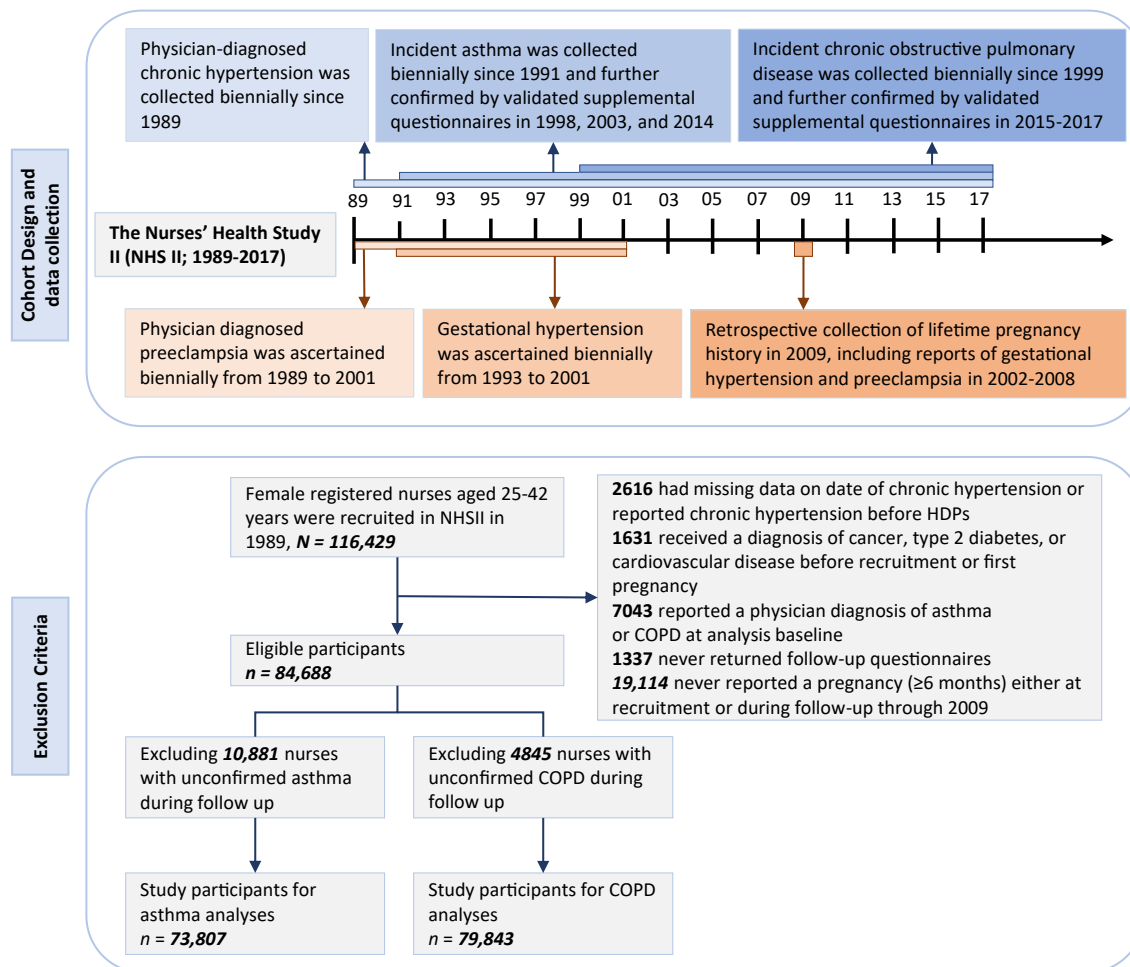 Cohort Design and
data collection
Physician-diagnosed
chronic hypertension was
collected biennially since
1989
Incident asthma was collected
biennially since 1991 and further
confirmed by validated supplemental
questionnaires in 1998, 2003, and 2014
Incident chronic obstructive pulmonary
disease was collected biennially since 1999
and further confirmed by validated
supplemental questionnaires in 2015-2017
89 91 93 95 97 99 01 03 05 07 09 11 13 15 17
The Nurses’ Health Study
II (NHS II; 1989-2017)
Physician diagnosed
preeclampsia was ascertained
biennially from 1989 to 2001
Gestational hypertension
was ascertained biennially
from 1993 to 2001
Retrospective collection of lifetime pregnancy
history in 2009, including reports of gestational
hypertension and preeclampsia in 2002-2008
Exclusion Criteria
Female registered nurses aged 25-42
years were recruited in NHSII in
1989, N = 116,429
2616 had missing data on date of chronic hypertension or
reported chronic hypertension before HDPs
1631 received a diagnosis of cancer, type 2 diabetes, or
cardiovascular disease before recruitment or first
pregnancy
7043 reported a physician diagnosis of asthma
or COPD at analysis baseline
1337 never returned follow-up questionnaires
19,114 never reported a pregnancy (≥6 months) either at
recruitment or during follow-up through 2009
Eligible participants
n = 84,688
Excluding 10,881 nurses
with unconfirmed asthma
during follow up
Excluding 4845 nurses with
unconfirmed COPD during
follow up
Study participants for
asthma analyses
n = 73,807
Study participants for COPD
analyses
n = 79,843